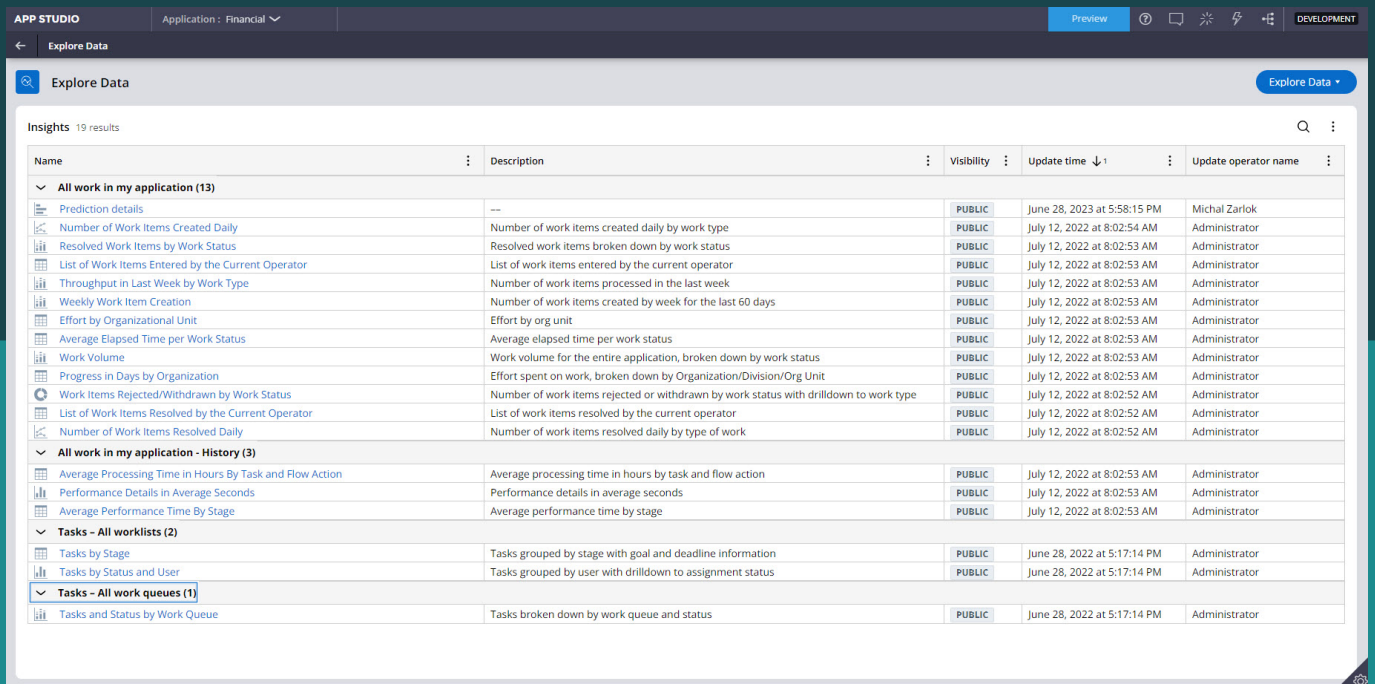 APP STUDIO Application : Financial Preview DEVELOPMENT
Explore Data
Explore Data Explore Data
Insights 19 results
Name Description Visibility Update time 1 Update operator name
All work in my application (13)
Prediction details -- PUBLIC June 28, 2023 at 5:58:15 PM Michal Zarlok
Number of Work Items Created Daily Number of work items created daily by work type PUBLIC July 12, 2022 at 8:02:54 AM Administrator
Resolved Work Items by Work Status Resolved work items broken down by work status PUBLIC July 12, 2022 at 8:02:53 AM Administrator
List of Work Items Entered by the Current Operator List of work items entered by the current operator PUBLIC July 12, 2022 at 8:02:53 AM Administrator
Throughput in Last Week by Work Type Number of work items processed in the last week PUBLIC July 12, 2022 at 8:02:53 AM Administrator
Weekly Work Item Creation Number of work items created by week for the last 60 days PUBLIC July 12, 2022 at 8:02:53 AM Administrator
Effort by Organizational Unit Effort by org unit PUBLIC July 12, 2022 at 8:02:53 AM Administrator
Average Elapsed Time per Work Status Average elapsed time per work status PUBLIC July 12, 2022 at 8:02:53 AM Administrator
Work Volume Work volume for the entire application, broken down by work status PUBLIC July 12, 2022 at 8:02:53 AM Administrator
Progress in Days by Organization Effort spent on work, broken down by Organization/Division/Org Unit PUBLIC July 12, 2022 at 8:02:53 AM Administrator
Work Items Rejected/Withdrawn by Work Status Number of work items rejected or withdrawn by work status with drilldown to work type PUBLIC July 12, 2022 at 8:02:52 AM Administrator
List of Work Items Resolved by the Current Operator List of work items resolved by the current operator PUBLIC July 12, 2022 at 8:02:52 AM Administrator
Number of Work Items Resolved Daily Number of work items resolved daily by type of work PUBLIC July 12, 2022 at 8:02:52 AM Administrator
All work in my application - History (3)
Average Processing Time in Hours By Task and Flow Action Average processing time in hours by task and flow action PUBLIC July 12, 2022 at 8:02:53 AM Administrator
Performance Details in Average Seconds Performance details in average seconds PUBLIC July 12, 2022 at 8:02:53 AM Administrator
Average Performance Time By Stage Average performance time by stage PUBLIC July 12, 2022 at 8:02:53 AM Administrator
Tasks – All worklists (2)
Tasks by Stage Tasks grouped by stage with goal and deadline information PUBLIC June 28, 2022 at 5:17:14 PM Administrator
Tasks by Status and User Tasks grouped by user with drilldown to assignment status PUBLIC June 28, 2022 at 5:17:14 PM Administrator
Tasks – All work queues (1)
Tasks and Status by Work Queue Tasks broken down by work queue and status PUBLIC June 28, 2022 at 5:17:14 PM Administrator